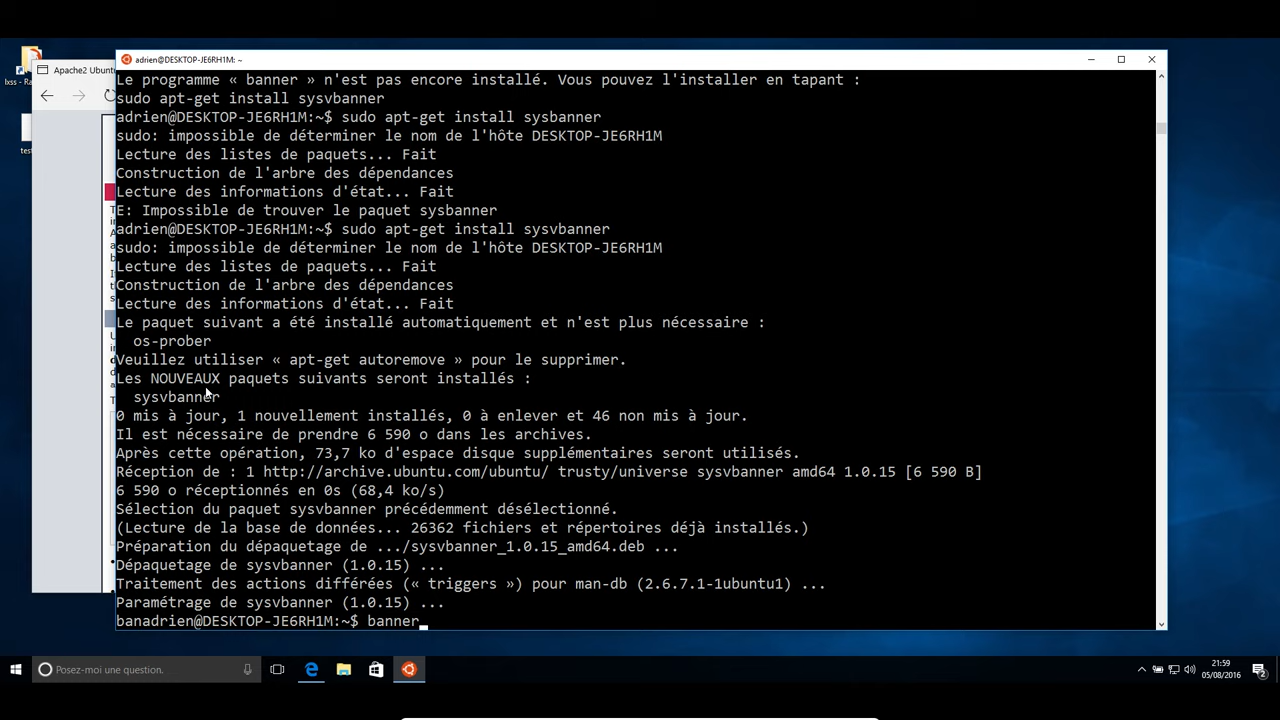 lxss - Ra
Apache2 Ubuntu
adrien@DESKTOP-JE6RH1M: ~
Le programme « banner » n'est pas encore installé. Vous pouvez l'installer en tapant :
sudo apt-get install sysvbanner
adrien@DESKTOP-JE6RH1M:~$ sudo apt-get install sysbanner
sudo: impossible de déterminer le nom de l'hôte DESKTOP-JE6RH1M
Lecture des listes de paquets... Fait
Construction de l'arbre des dépendances
Lecture des informations d'état... Fait
E: Impossible de trouver le paquet sysbanner
adrien@DESKTOP-JE6RH1M:~$ sudo apt-get install sysvbanner
sudo: impossible de déterminer le nom de l'hôte DESKTOP-JE6RH1M
Lecture des listes de paquets... Fait
Construction de l'arbre des dépendances
Lecture des informations d'état... Fait
Le paquet suivant a été installé automatiquement et n'est plus nécessaire :
os-prober
Veuillez utiliser « apt-get autoremove » pour le supprimer.
Les NOUVEAUX paquets suivants seront installés :
sysvbanner
0 mis à jour, 1 nouvellement installés, 0 à enlever et 46 non mis à jour.
Il est nécessaire de prendre 6 590 o dans les archives.
Après cette opération, 73,7 ko d'espace disque supplémentaires seront utilisés.
Réception de : 1 http://archive.ubuntu.com/ubuntu/ trusty/universe sysvbanner amd64 1.0.15 [6 590 B]
6 590 o réceptionnés en 0s (68,4 ko/s)
Sélection du paquet sysvbanner précédemment désélectionné.
(Lecture de la base de données... 26362 fichiers et répertoires déjà installés.)
Préparation du dépaquetage de .../sysvbanner_1.0.15_amd64.deb ...
Dépaquetage de sysvbanner (1.0.15) ...
Traitement des actions différées (« triggers ») pour man-db (2.6.7.1-1ubuntu1) ...
Paramétrage de sysvbanner (1.0.15) ...
banadrien@DESKTOP-JE6RH1M:~$ banner
Posez-moi une question.
21:59
05/08/2016
2